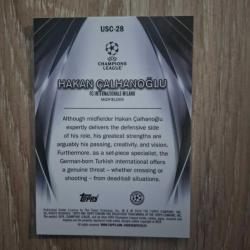 USC-28
CHAMPIONS
LEAGUE
HAKAN ÇALHANOĞLU
FC INTERNAZIONALE MILANO
MIDFIELDER
Although midfielder Hakan Çalhanoğlu
expertly delivers the defensive
side of his role, his greatest strengths are
arguably his passing, creativity, and vision.
Furthermore, as a set-piece specialist, the
German-born Turkish international offers a
genuine threat – whether crossing or
shooting – from deadball situations.
Topps